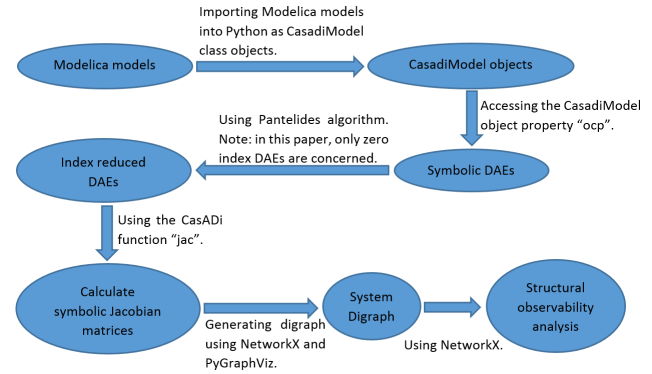 Importing Modelica models
into Python as CasadiModel
class objects.
Modelica models
CasadiModel objects
Accessing the CasadiModel
object property “ocp”.
Using Pantelides algorithm.
Note: in this paper, only zero
index DAEs are concerned.
Symbolic DAEs
Index reduced
DAEs
Using the CasADi
function “jac”.
Calculate
symbolic Jacobian
matrices
Generating digraph
using NetworkX and
PyGraphViz.
System
Digraph
Using NetworkX.
Structural
observability
analysis